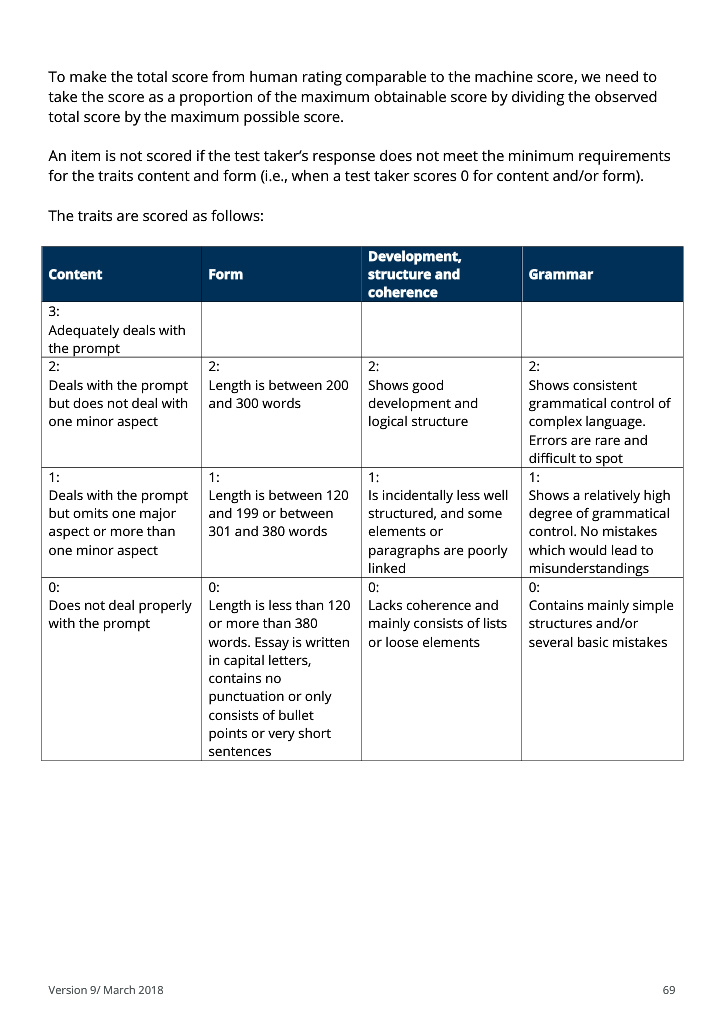 To make the total score from human rating comparable to the machine score, we need to
take the score as a proportion of the maximum obtainable score by dividing the observed
total score by the maximum possible score.
An item is not scored if the test taker's response does not meet the minimum requirements
for the traits content and form (i.e., when a test taker scores 0 for content and/or form).
The traits are scored as follows:
Content
Form
Development,
structure and
coherence
Grammar
3:
Adequately deals with
the prompt
2:
Deals with the prompt
but does not deal with
one minor aspect
2:
Length is between 200
and 300 words
2:
Shows good
development and
logical structure
2:
Shows consistent
grammatical control of
complex language.
Errors are rare and
difficult to spot
1:
Deals with the prompt
but omits one major
aspect or more than
one minor aspect
1:
Length is between 120
and 199 or between
301 and 380 words
1:
Is incidentally less well
structured, and some
elements or
paragraphs are poorly
linked
1:
Shows a relatively high
degree of grammatical
control. No mistakes
which would lead to
misunderstandings
0:
Does not deal properly
with the prompt
0:
Length is less than 120
or more than 380
words. Essay is written
in capital letters,
contains no
punctuation or only
consists of bullet
points or very short
sentences
0:
Lacks coherence and
mainly consists of lists
or loose elements
0:
Contains mainly simple
structures and/or
several basic mistakes
Version 9/ March 2018
69